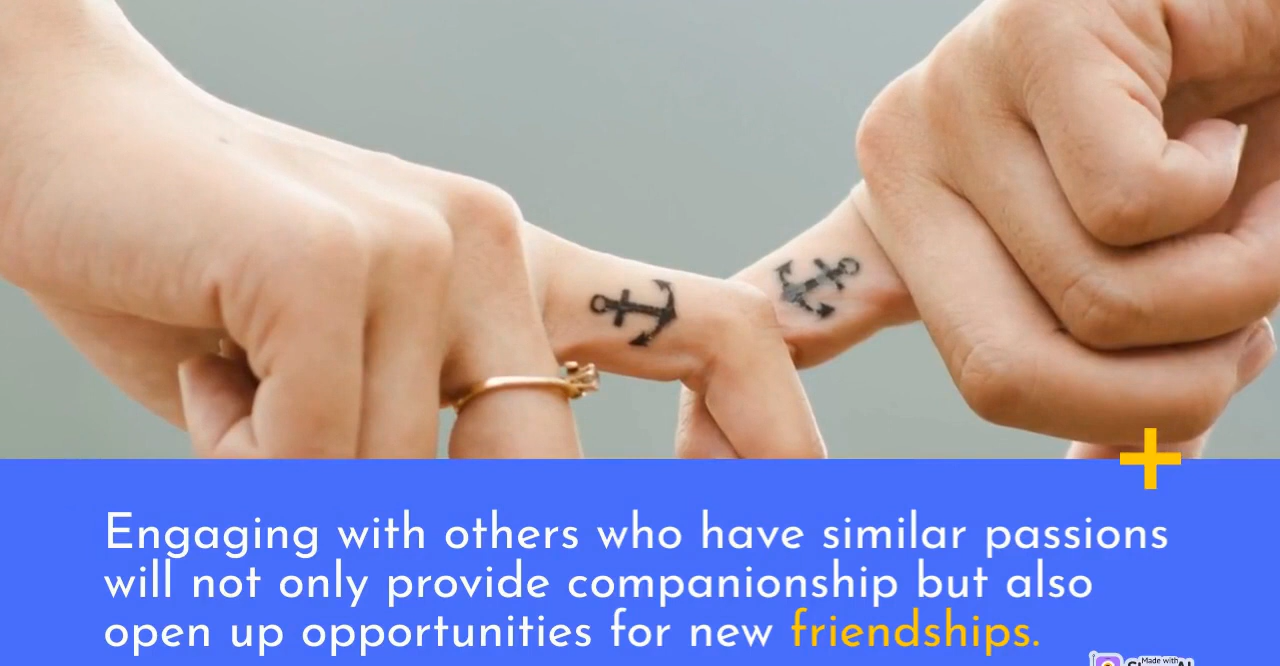 Engaging with others who have similar passions
will not only provide companionship but also
open up opportunities for new friendships.
Made with